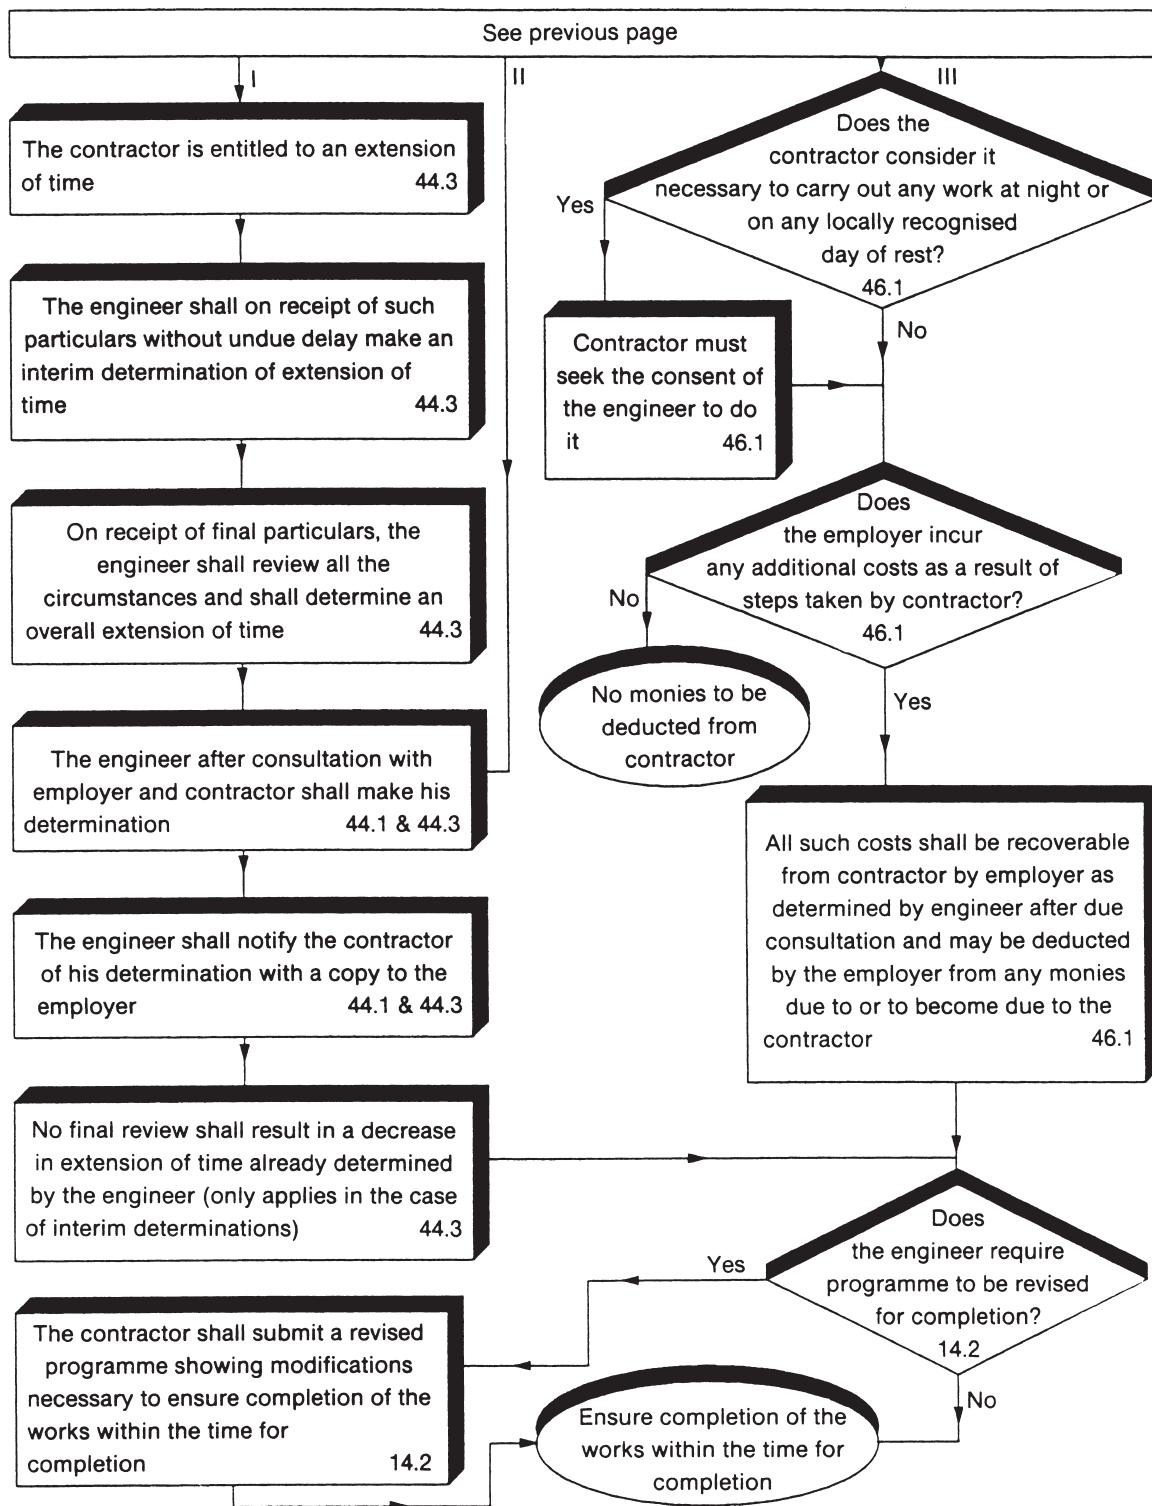 See previous page
I
II
III
The contractor is entitled to an extension
of time 44.3
The engineer shall on receipt of such
particulars without undue delay make an
interim determination of extension of
time 44.3
On receipt of final particulars, the
engineer shall review all the
circumstances and shall determine an
overall extension of time 44.3
The engineer after consultation with
employer and contractor shall make his
determination 44.1 & 44.3
The engineer shall notify the contractor
of his determination with a copy to the
employer 44.1 & 44.3
No final review shall result in a decrease
in extension of time already determined
by the engineer (only applies in the case
of interim determinations) 44.3
The contractor shall submit a revised
programme showing modifications
necessary to ensure completion of the
works within the time for
completion 14.2
Does the
contractor consider it
necessary to carry out any work at night or
on any locally recognised
day of rest?
46.1
Yes
No
Contractor must
seek the consent of
the engineer to do
it 46.1
Does
the employer incur
any additional costs as a result of
steps taken by contractor?
46.1
No
Yes
No monies to be
deducted from
contractor
All such costs shall be recoverable
from contractor by employer as
determined by engineer after due
consultation and may be deducted
by the employer from any monies
due to or to become due to the
contractor 46.1
Does
the engineer require
programme to be revised
for completion?
14.2
Yes
No
Ensure completion of the
works within the time for
completion